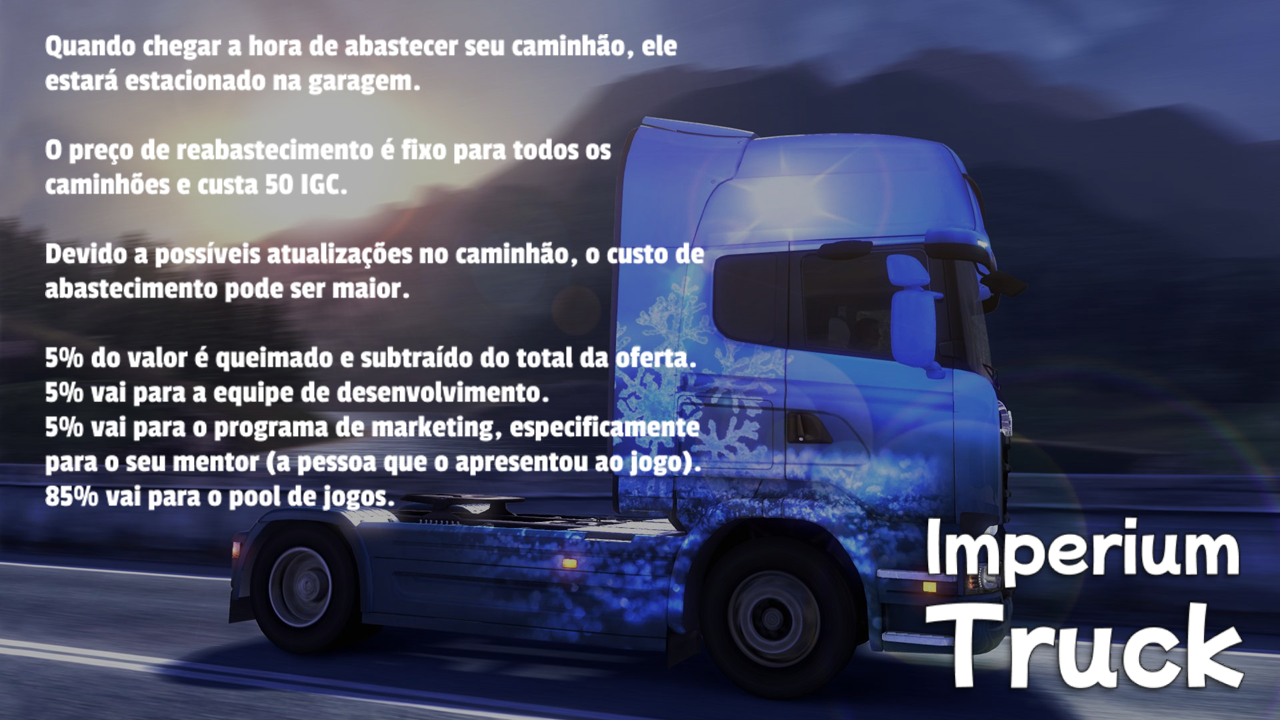 Quando chegar a hora de abastecer seu caminhão, ele
estará estacionado na garagem.
O preço de reabastecimento é fixo para todos os
caminhões e custa 50 IGC.
Devido a possíveis atualizações no caminhão, o custo de
abastecimento pode ser maior.
5% do valor é queimado e subtraído do total da oferta.
5% vai para a equipe de desenvolvimento.
5% vai para o programa de marketing, especificamente
para o seu mentor (a pessoa que o apresentou ao jogo).
85% vai para o pool de jogos.
Imperium
Truck